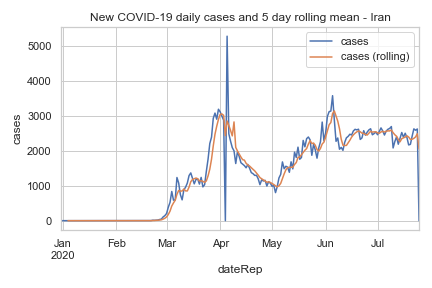 New COVID-19 daily cases and 5 day rolling mean - Iran
cases
cases (rolling)
5000
4000
3000
2000
1000
0
cases
Jan
2020
Feb
Mar
Apr
May
Jun
Jul
dateRep